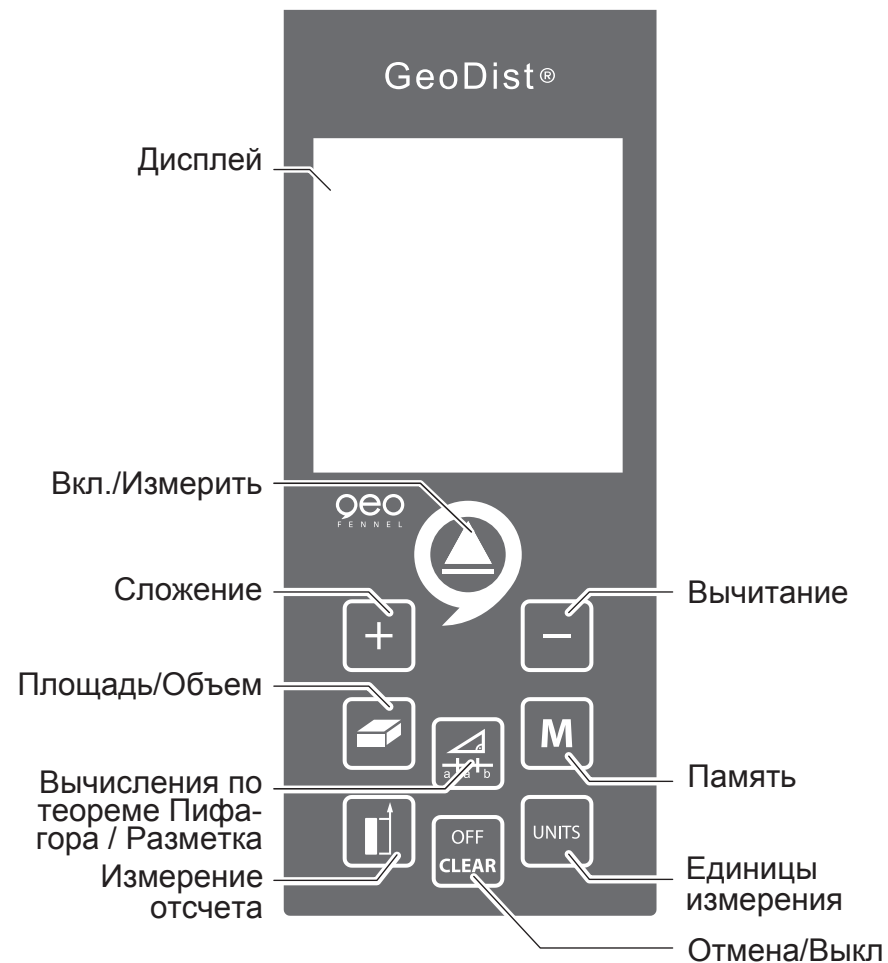 GeoDist®
Дисплей
Вкл./Измерить
geo
FENNEL
Сложение
Вычитание
+
−
Площадь/Объем
M
Память
a a b
Вычисления по
теореме Пифа-
гора / Разметка
OFF
CLEAR
UNITS
Измерение
отсчета
Единицы
измерения
Отмена/Выкл